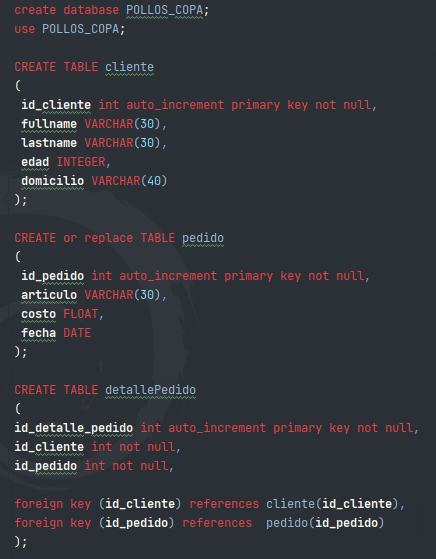 create database POLLOS_COPA;
use POLLOS_COPA;
CREATE TABLE cliente
(
id_cliente int auto_increment primary key not null,
fullname VARCHAR(30),
lastname VARCHAR(30),
edad INTEGER,
domicilio VARCHAR(40)
);
CREATE or replace TABLE pedido
(
id_pedido int auto_increment primary key not null,
articulo VARCHAR(30),
costo FLOAT,
fecha DATE
);
CREATE TABLE detallePedido
(
id_detalle_pedido int auto_increment primary key not null,
id_cliente int not null,
id_pedido int not null,
foreign key (id_cliente) references cliente(id_cliente),
foreign key (id_pedido) references  pedido(id_pedido)
);